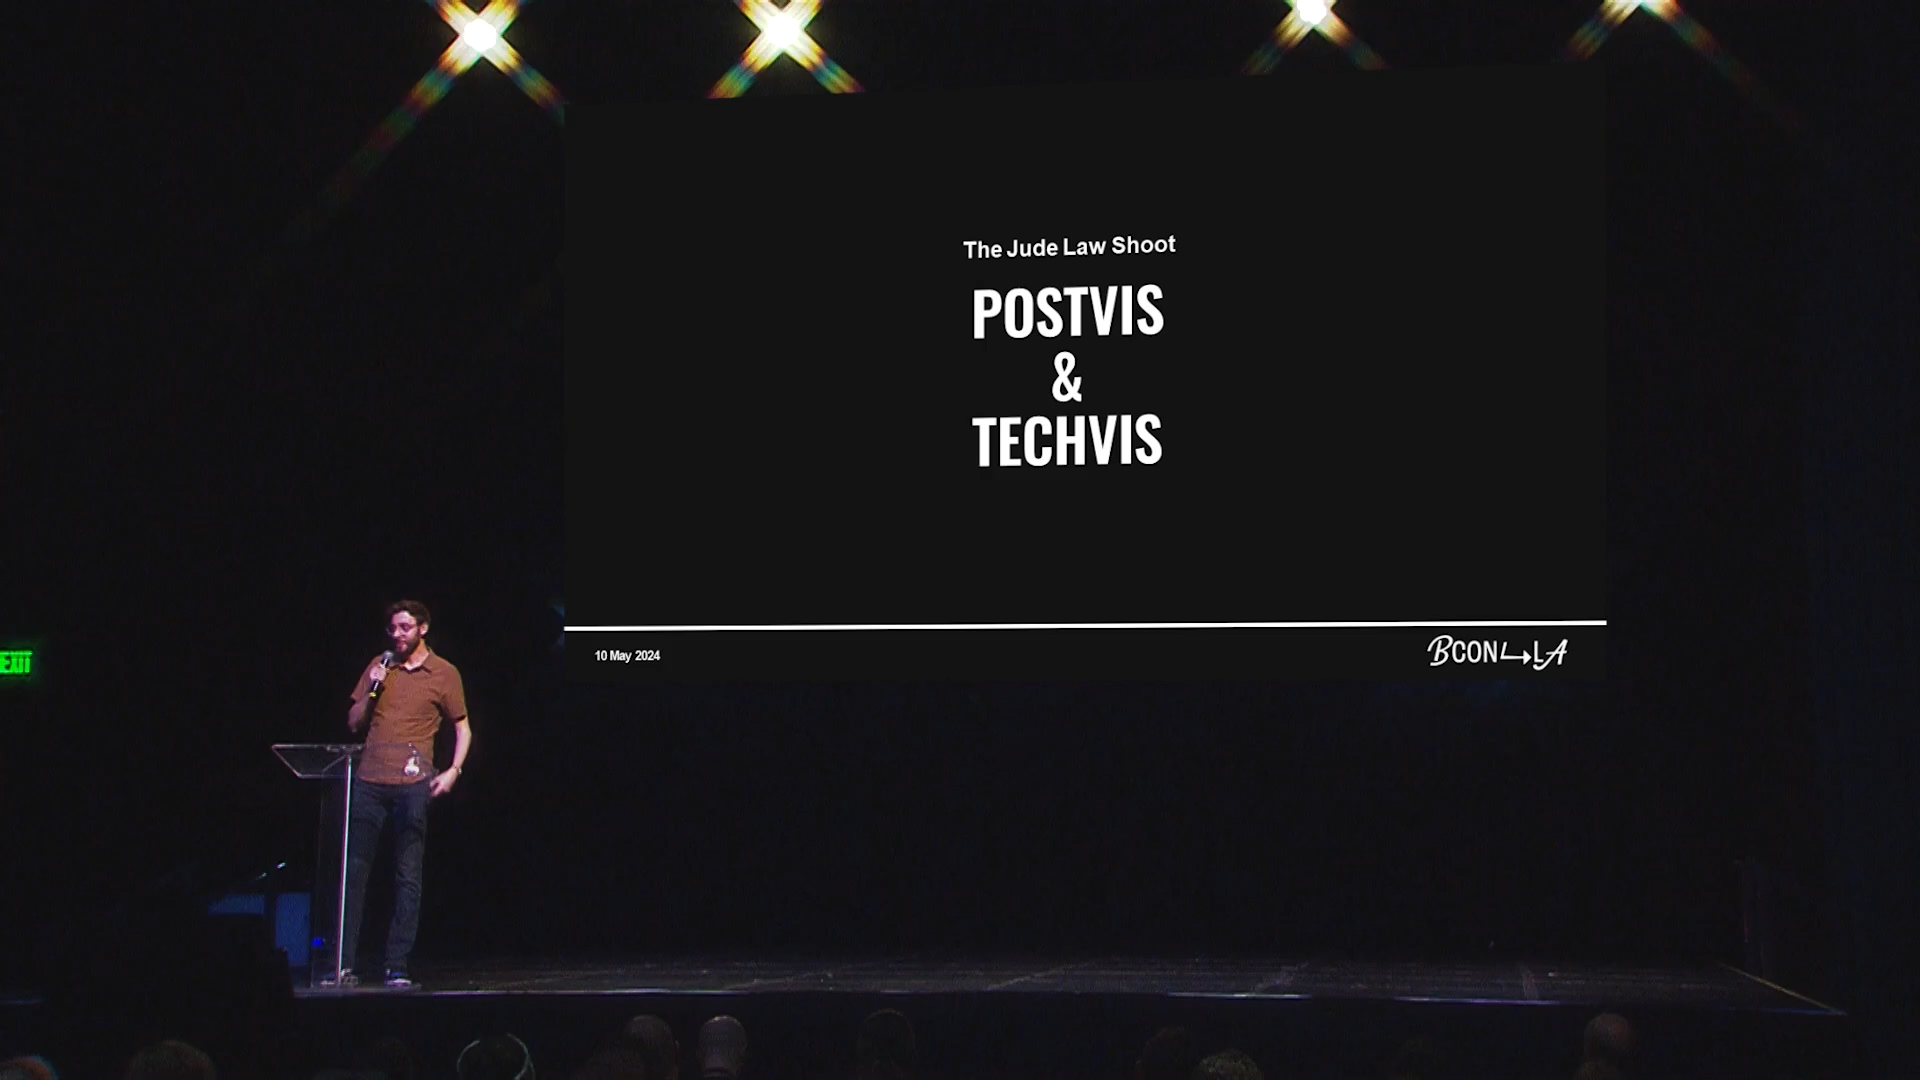 The Jude Law Shoot
POSTVIS
&
TECHVIS
10 May 2024
BCON LA
EXIT